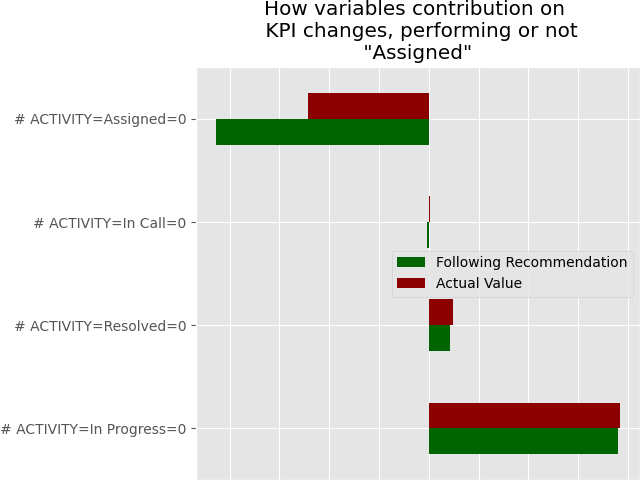 How variables contribution on
KPI changes, performing or not
"Assigned"
# ACTIVITY=Assigned=0
# ACTIVITY=In Call=0
Following Recommendation
Actual Value
# ACTIVITY=Resolved=0
# ACTIVITY=In Progress=0